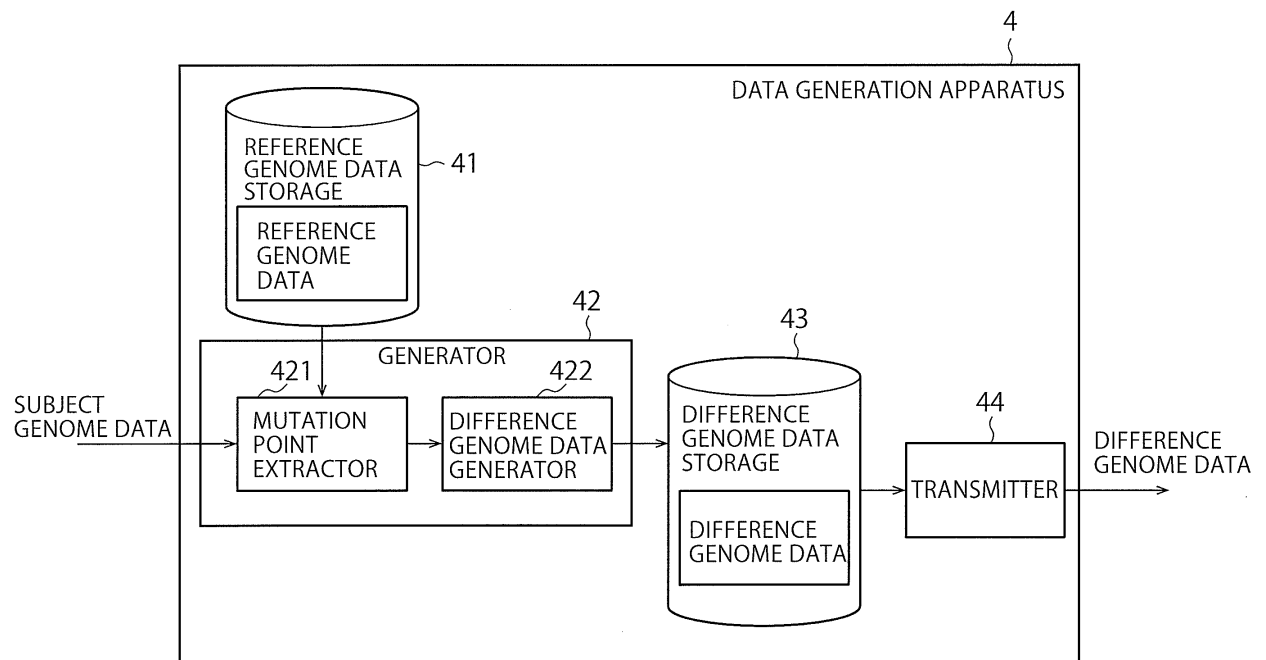 4
DATA GENERATION APPARATUS
REFERENCE
GENOME DATA
STORAGE
41
REFERENCE
GENOME
DATA
42
GENERATOR
421
422
SUBJECT
GENOME DATA
MUTATION
POINT
EXTRACTOR
DIFFERENCE
GENOME DATA
GENERATOR
43
DIFFERENCE
GENOME DATA
STORAGE
DIFFERENCE
GENOME DATA
44
TRANSMITTER
DIFFERENCE
GENOME DATA